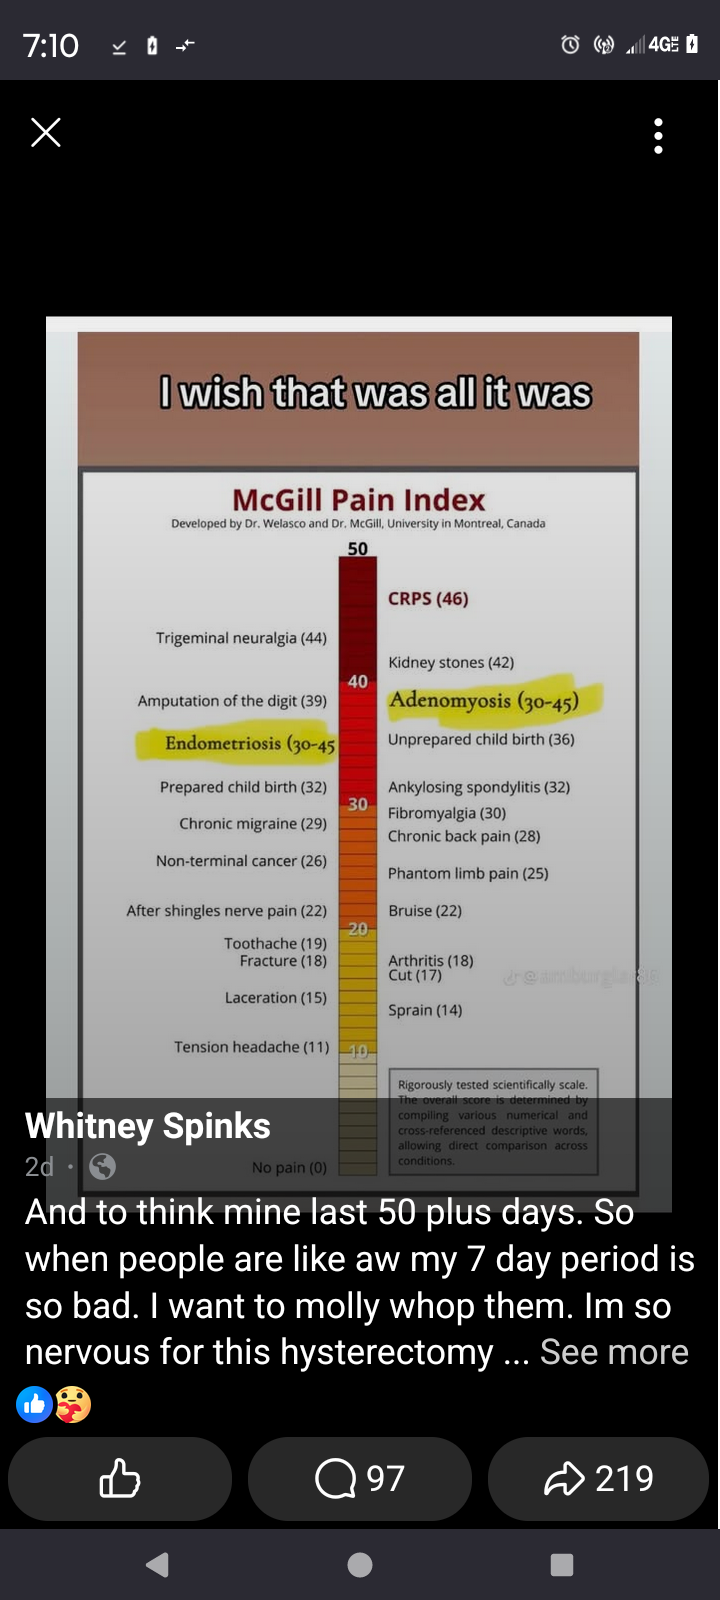 7:10
4GE
I wish that was all it was
McGill Pain Index
Developed by Dr. Welasco and Dr. McGill, University in Montreal, Canada
50
CRPS (46)
Trigeminal neuralgia (44)
Kidney stones (42)
40
Amputation of the digit (39)
Adenomyosis (30-45)
Endometriosis (30-45
Unprepared child birth (36)
Prepared child birth (32)
Ankylosing spondylitis (32)
30
Fibromyalgia (30)
Chronic migraine (29)
Chronic back pain (28)
Non-terminal cancer (26)
Phantom limb pain (25)
After shingles nerve pain (22)
Bruise (22)
20
Toothache (19)
Fracture (18)
Arthritis (18)
Cut (17)
Laceration (15)
Sprain (14)
Tension headache (11)
10
Rigorously tested scientifically scale.
The overall score is determined by
compiling various numerical and
cross-referenced descriptive words,
allowing direct comparison across
conditions.
No pain (0)
Whitney Spinks
2d ·
And to think mine last 50 plus days. So
when people are like aw my 7 day period is
so bad. I want to molly whop them. Im so
nervous for this hysterectomy ... See more
97
219